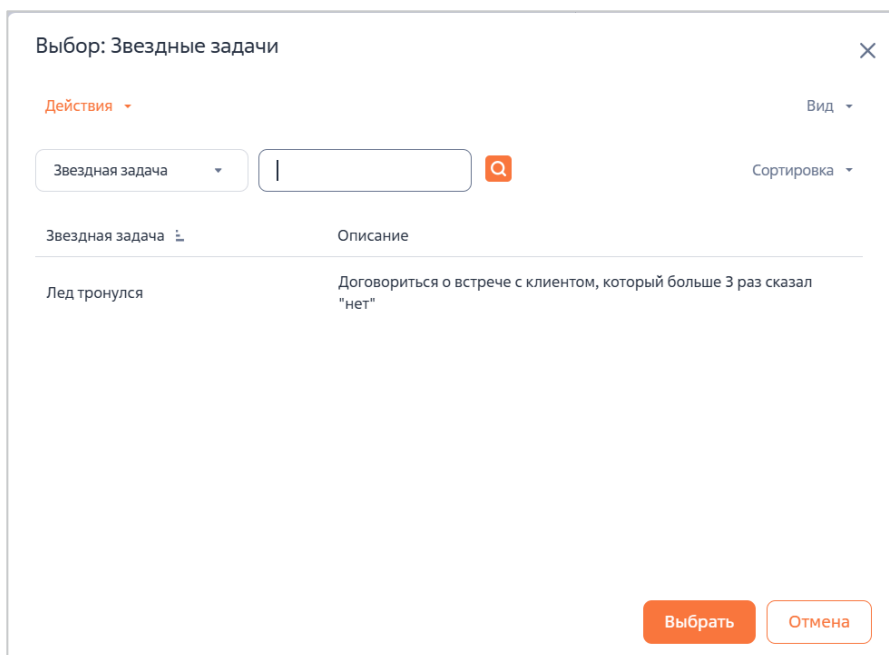 Выбор: Звездные задачи
Действия
Вид
Звездная задача
Сортировка
Звездная задача
Описание
Лед тронулся
Договориться о встрече с клиентом, который больше 3 раз сказал
"нет"
Выбрать
Отмена